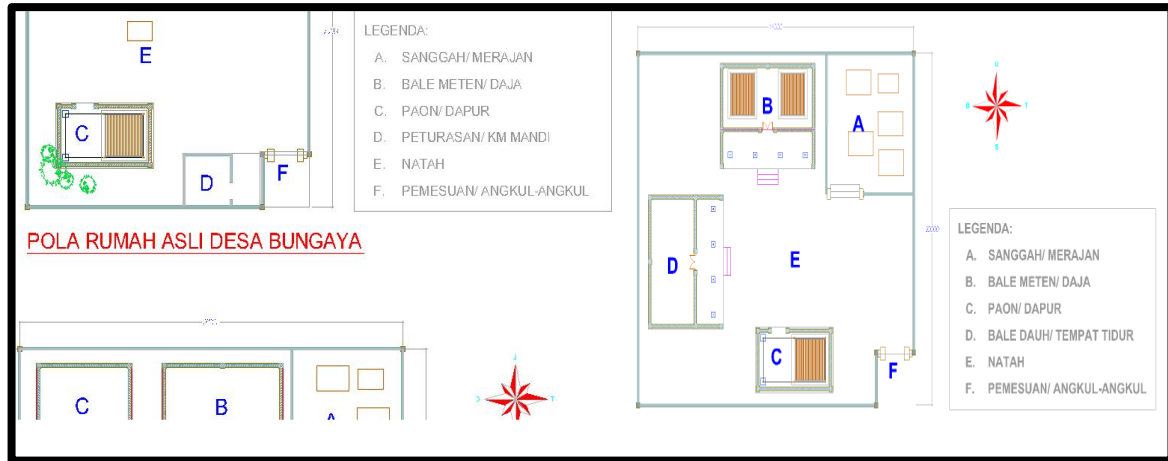 E
C
D
F
LEGENDA:
A. SANGGAH/ MERAJAN
B. BALE METEN/ DAJA
C. PAON/ DAPUR
D. PETURASAN/ KM MANDI
E. NATAH
F. PEMESUAN/ ANGKUL-ANGKUL
POLA RUMAH ASLI DESA BUNGAYA
C
B
A
B
A
D
E
C
F
LEGENDA:
A. SANGGAH/ MERAJAN
B. BALE METEN/ DAJA
C. PAON/ DAPUR
D. BALE DAUH/ TEMPAT TIDUR
E. NATAH
F. PEMESUAN/ ANGKUL-ANGKUL